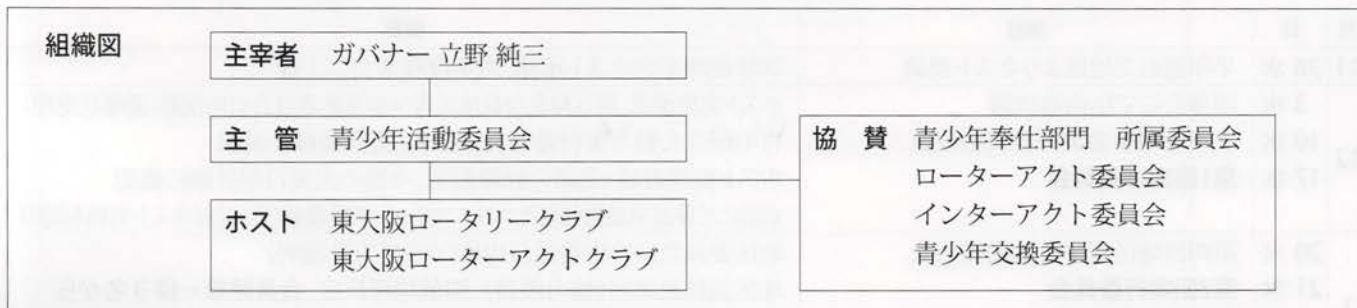 組織図
主宰者 ガバナー 立野 純三
主 管 青少年活動委員会
ホスト 東大阪ロータリークラブ
東大阪ローターアクトクラブ
協 賛 青少年奉仕部門 所属委員会
ローターアクト委員会
インターアクト委員会
青少年交換委員会